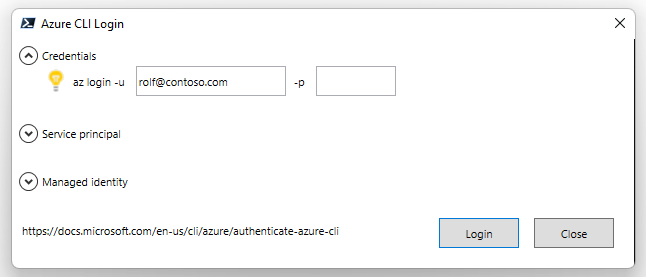 Azure CLI Login
Credentials
az login -u rolf@contoso.com -p
Service principal
Managed identity
https://docs.microsoft.com/en-us/cli/azure/authenticate-azure-cli Login Close